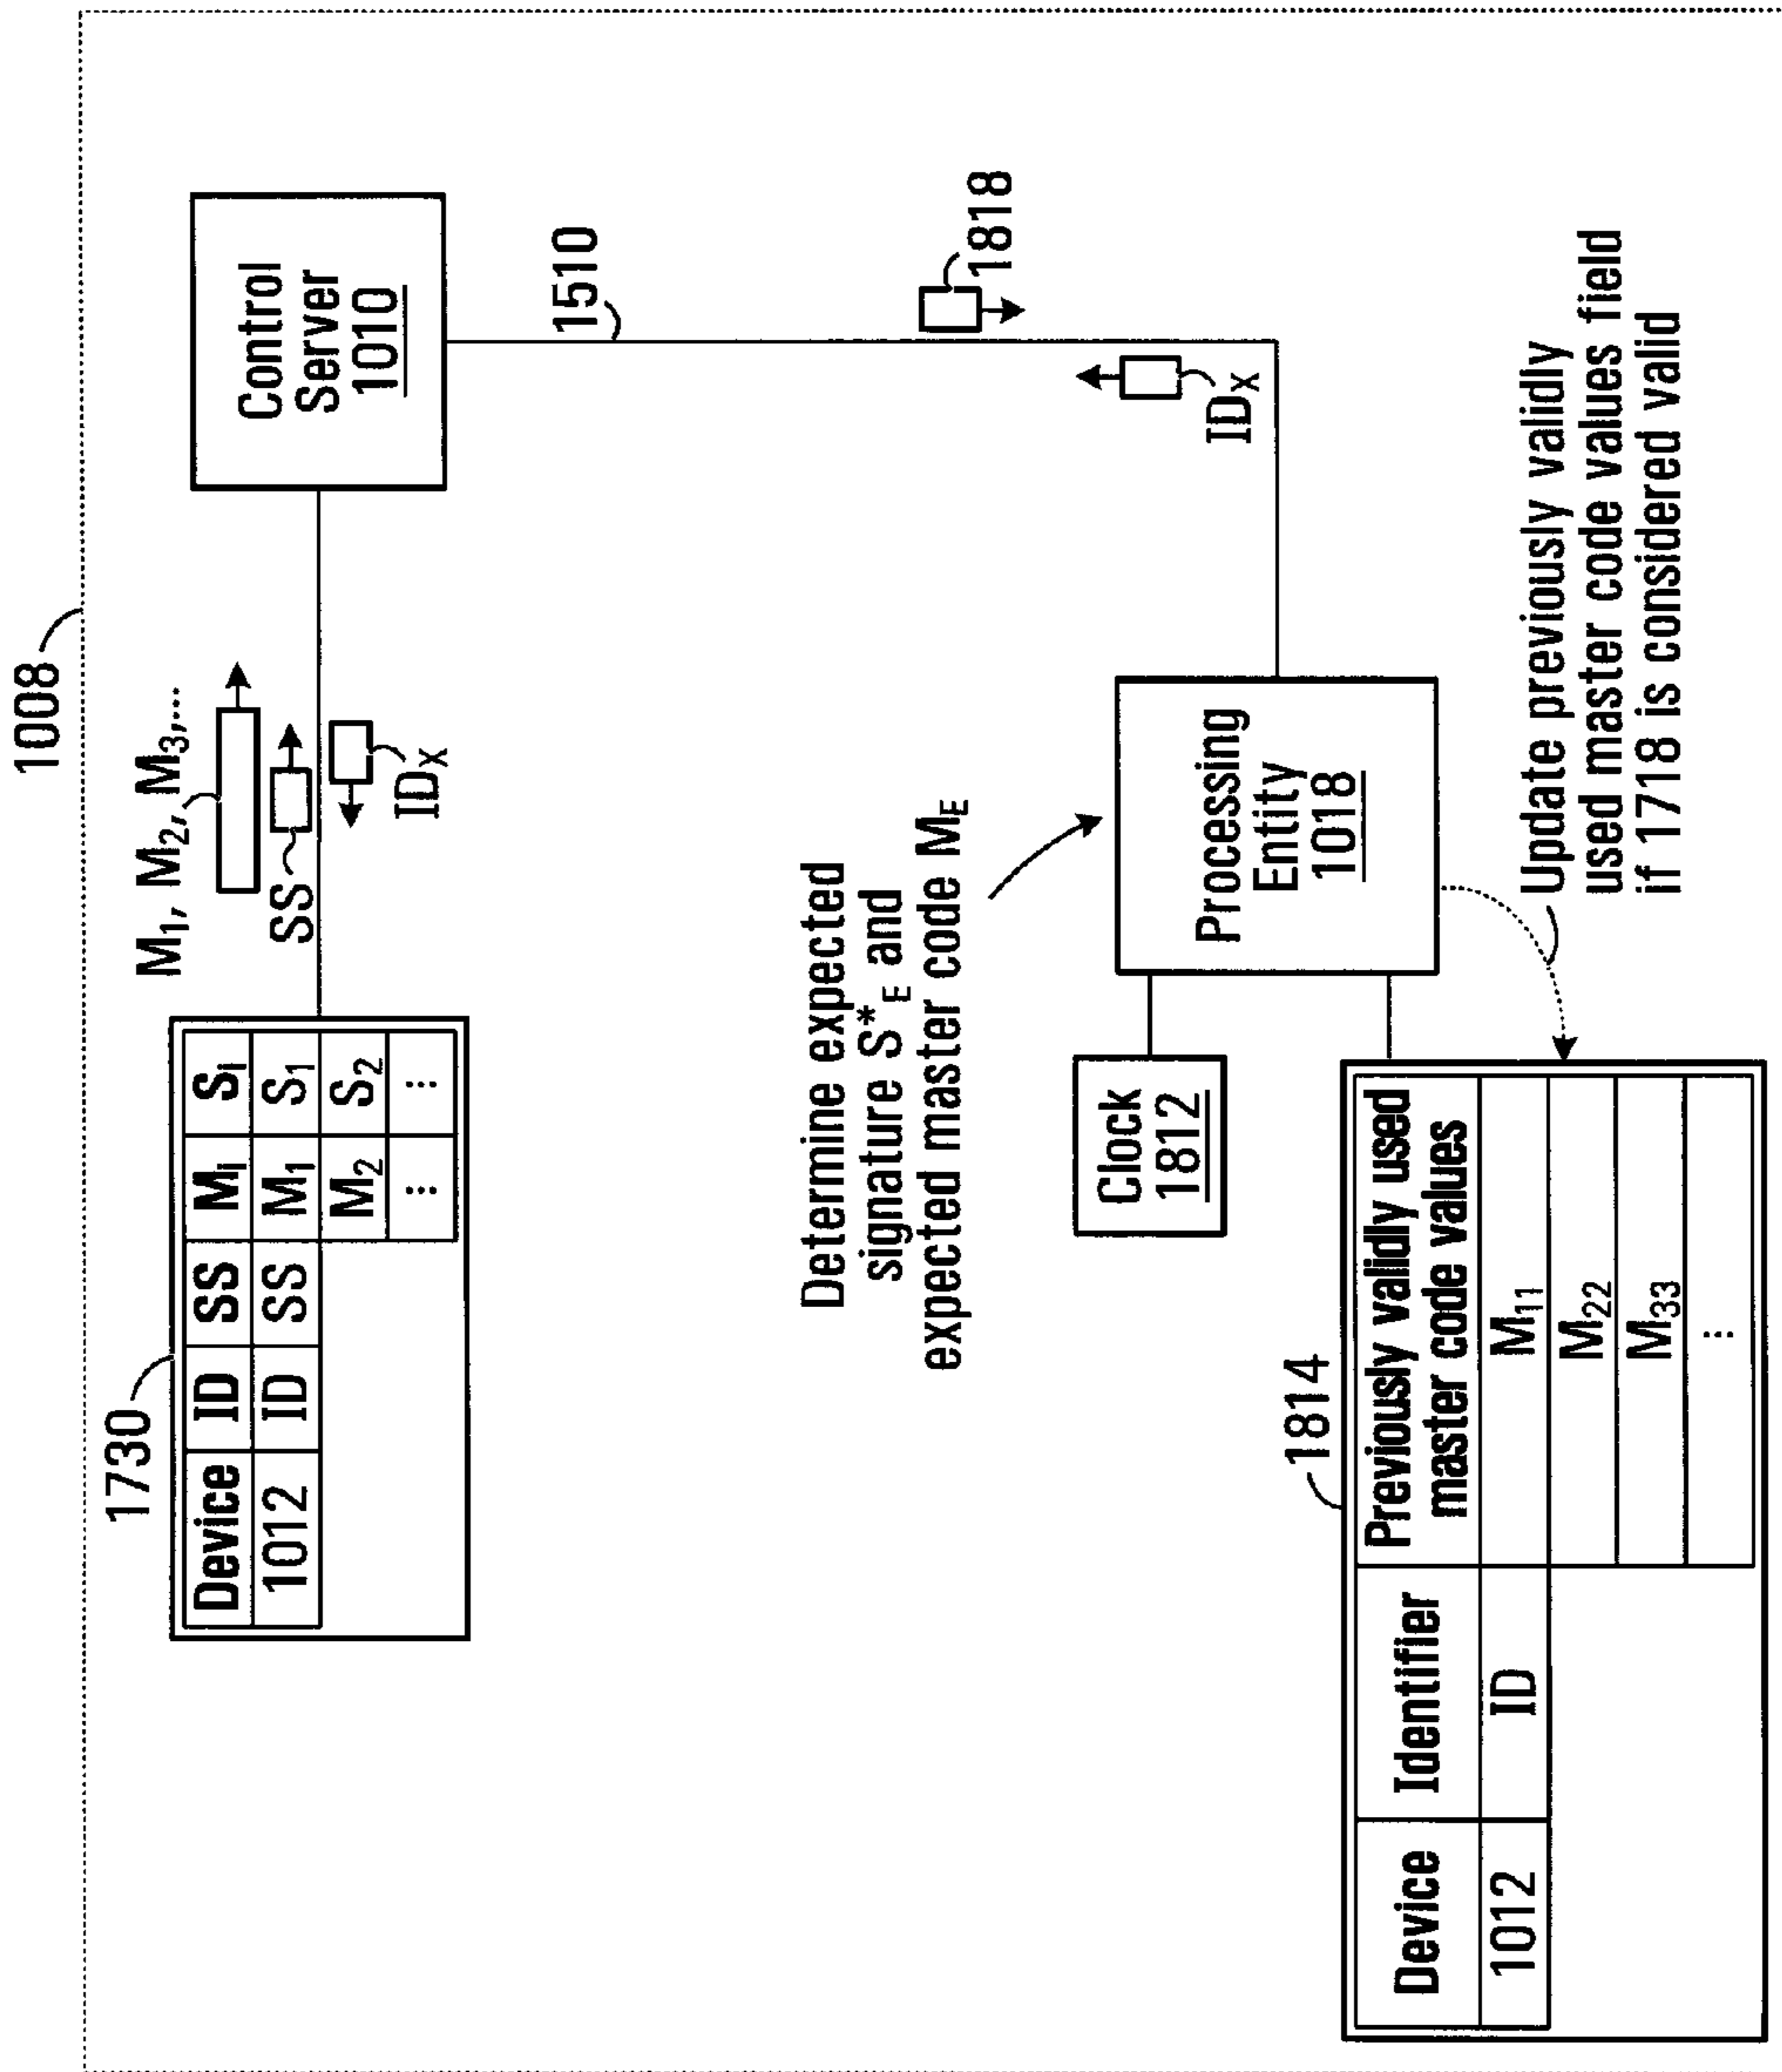 1008
1730
Device ID SS Mᵢ Sᵢ
1012 ID SS M₁ S₁
M₂ S₂
⋮ ⋮
M₁, M₂, M₃,...
SS
IDₓ
Control
Server
1010
1510
1818
IDₓ
Determine expected
signature S*_E and
expected master code M_E
Clock
1812
Processing
Entity
1018
1814
Device Identifier Previously validly used
master code values
1012 ID M₁₁
M₂₂
M₃₃
⋮
Update previously validly
used master code values field
if 1718 is considered valid